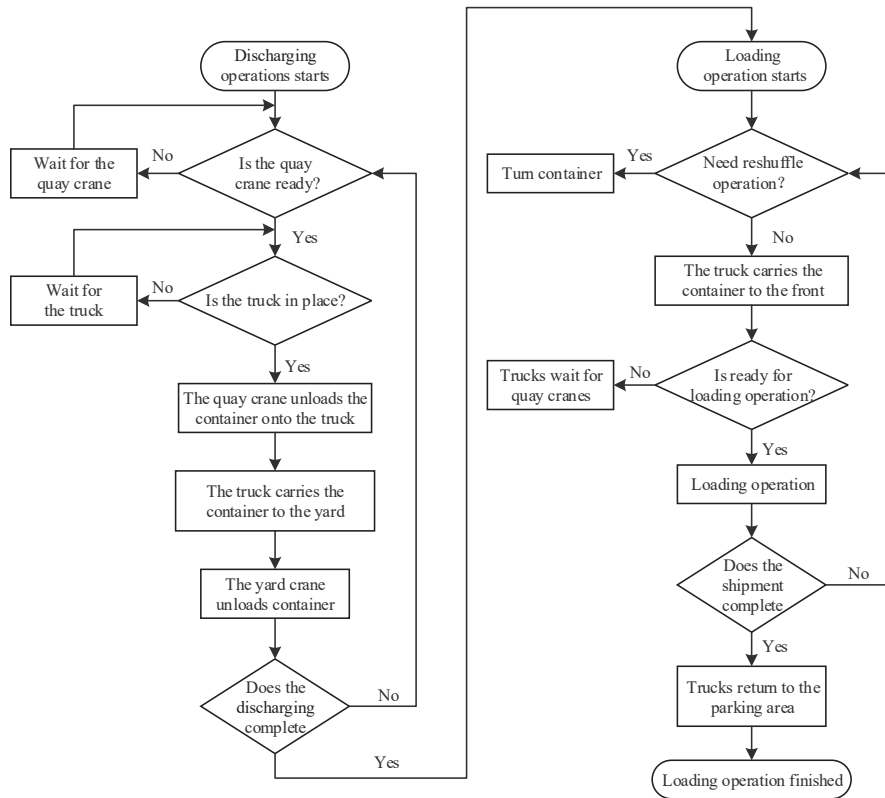 Discharging
operations starts
Is the quay
crane ready?
No
Wait for the
quay crane
Yes
Is the truck in place?
No
Wait for
the truck
Yes
The quay crane unloads the
container onto the truck
The truck carries the
container to the yard
The yard crane
unloads container
Does the
discharging
complete
No
Yes
Loading
operation starts
Need reshuffle
operation?
Yes
Turn container
No
The truck carries the
container to the front
Is ready for
loading operation?
No
Trucks wait for
quay cranes
Yes
Loading operation
Does the
shipment
complete
No
Yes
Trucks return to the
parking area
Loading operation finished